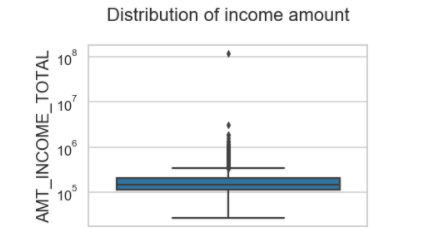 Distribution of income amount
AMT_INCOME_TOTAL
10⁸
10⁷
10⁶
10⁵